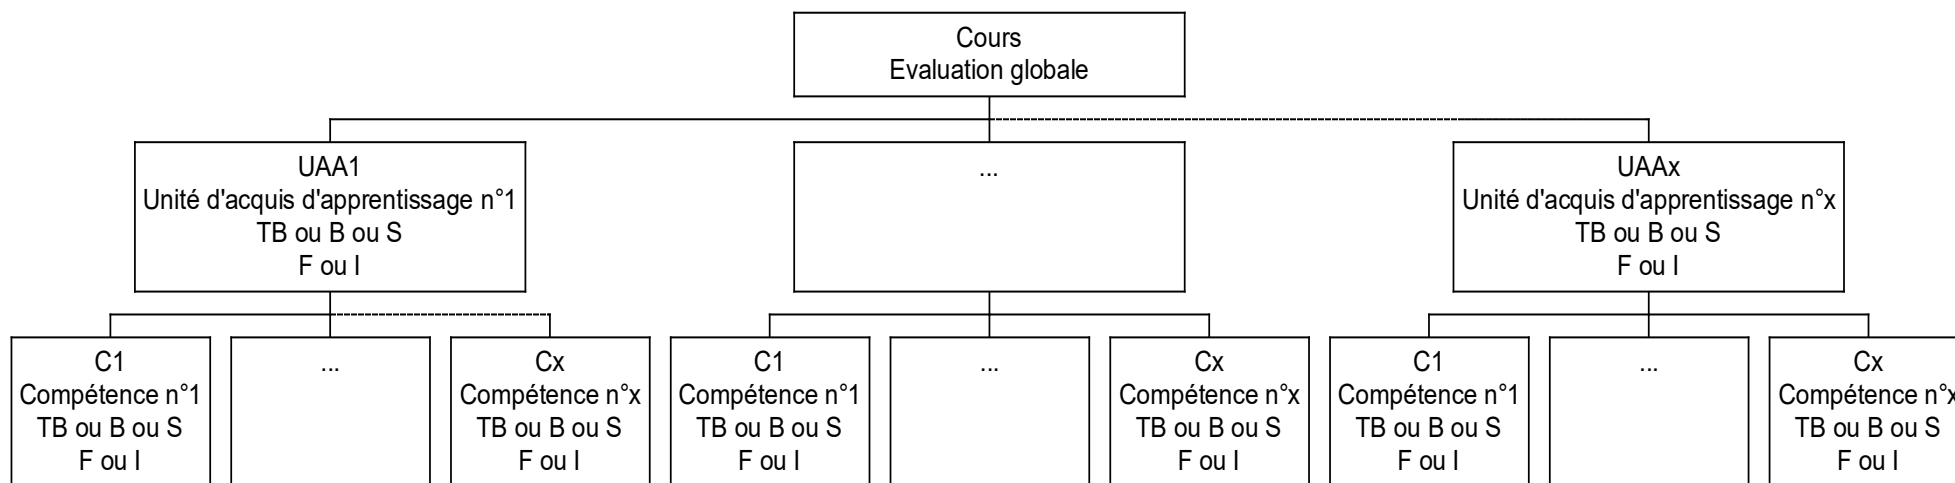 Cours
Evaluation globale
UAA1
Unité d'acquis d'apprentissage n°1
TB ou B ou S
F ou I
...
UAAx
Unité d'acquis d'apprentissage n°x
TB ou B ou S
F ou I
C1
Compétence n°1
TB ou B ou S
F ou I
...
Cx
Compétence n°x
TB ou B ou S
F ou I
C1
Compétence n°1
TB ou B ou S
F ou I
...
Cx
Compétence n°x
TB ou B ou S
F ou I
C1
Compétence n°1
TB ou B ou S
F ou I
...
Cx
Compétence n°x
TB ou B ou S
F ou I